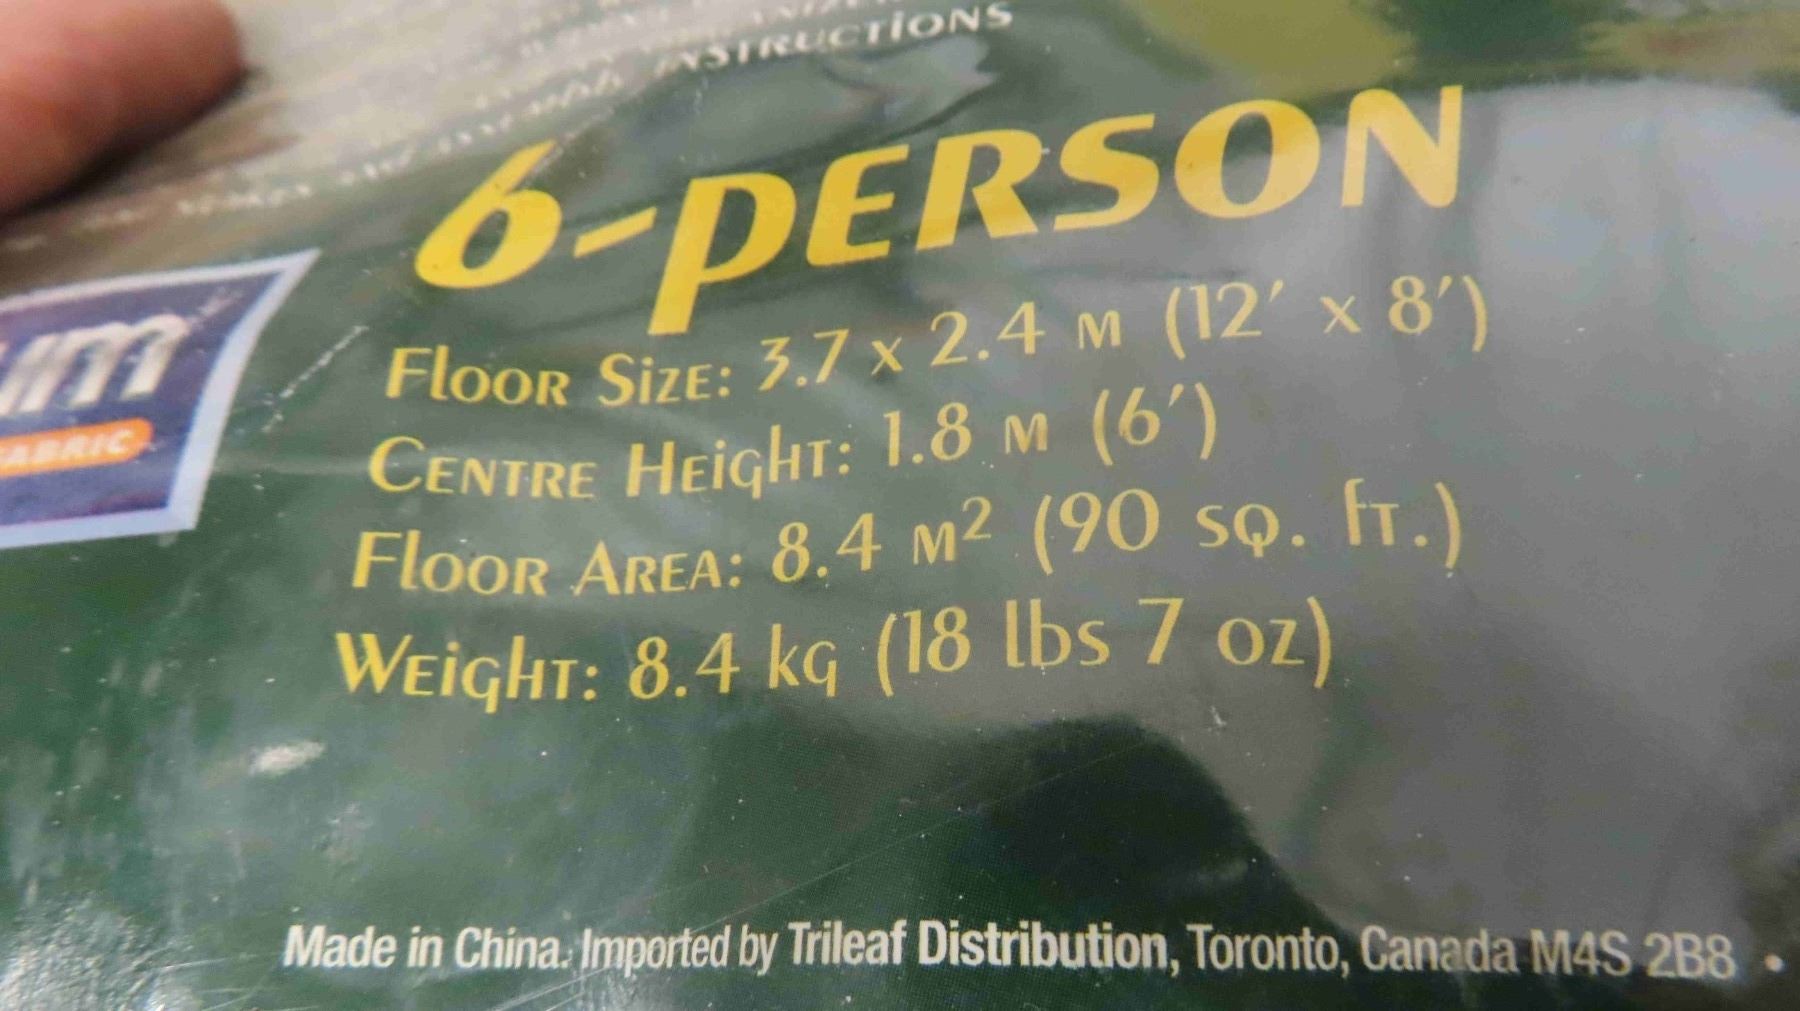 INSTRUCTIONS
6-PERSON
FLOOR SIZE: 3.7 x 2.4 M (12' x 8')
CENTRE HEIGHT: 1.8 M (6')
FLOOR AREA: 8.4 M² (90 SQ. FT.)
WEIGHT: 8.4 kg (18 lbs 7 oz)
FABRIC
Made in China. Imported by Trileaf Distribution, Toronto, Canada M4S 2B8 •